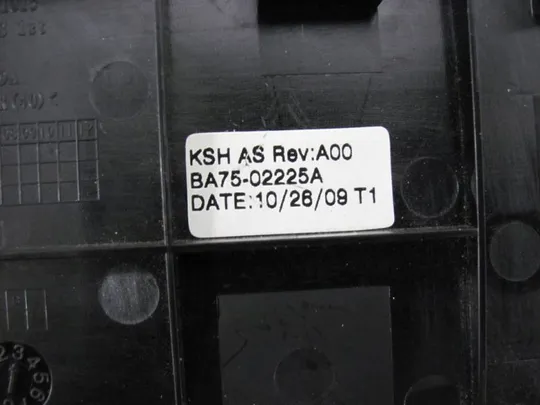 KSH AS Rev:A00
BA75-02225A
DATE:10/26/09 T1